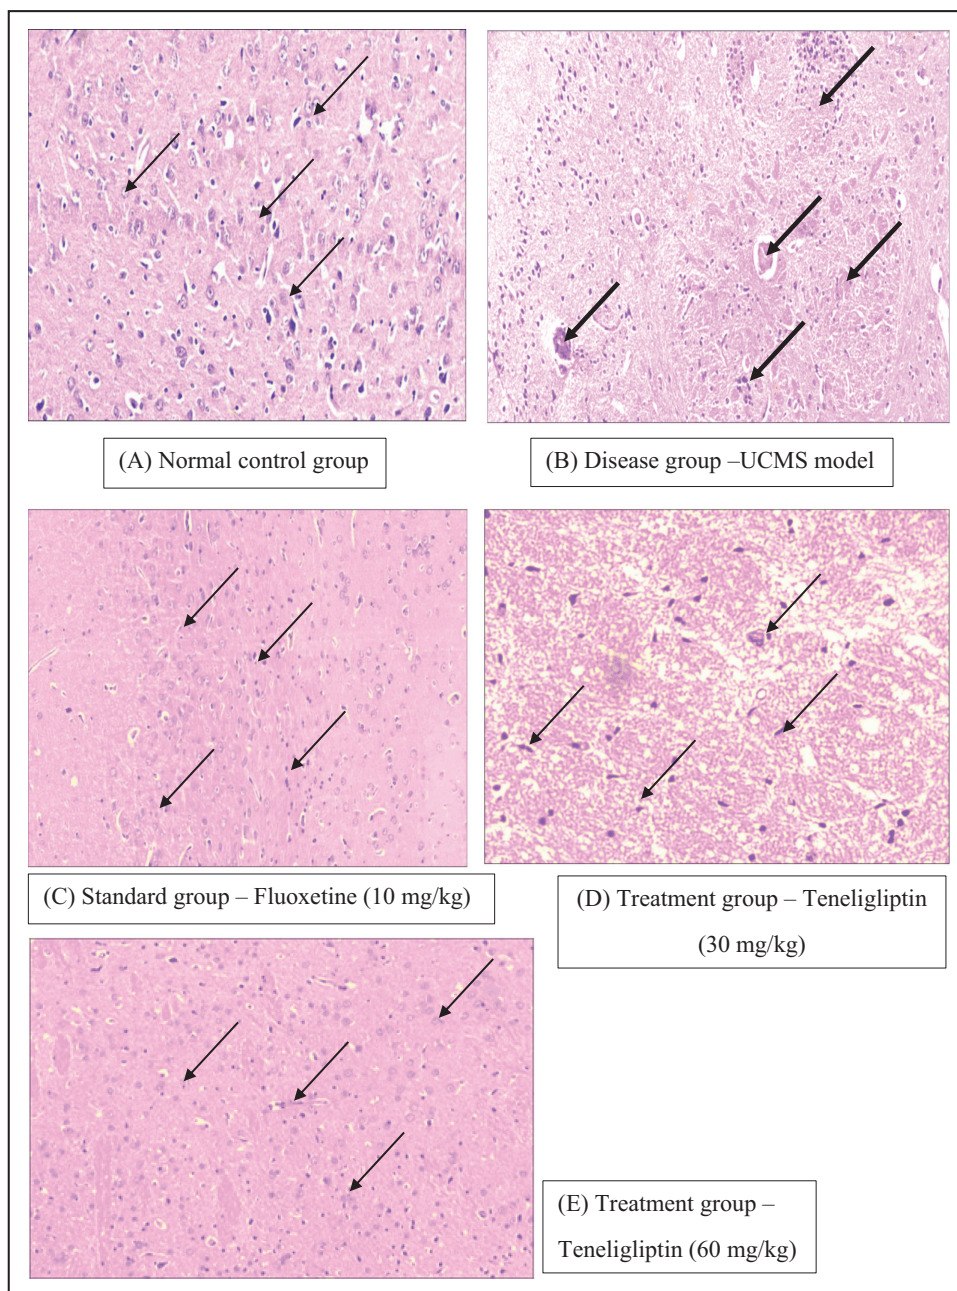 (A) Normal control group
(B) Disease group –UCMS model
(C) Standard group – Fluoxetine (10 mg/kg)
(D) Treatment group – Teneligliptin
(30 mg/kg)
(E) Treatment group –
Teneligliptin (60 mg/kg)